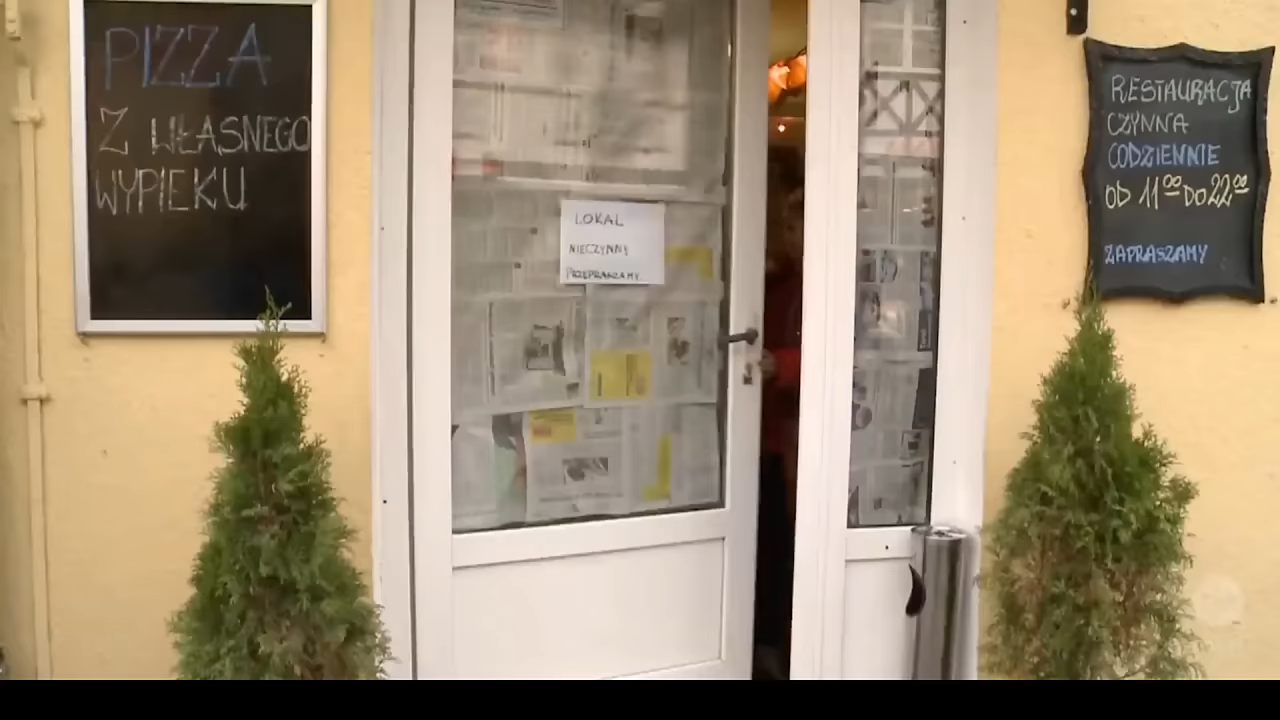 PIZZA
Z WŁASNEGO
WYPIEKU
LOKAL
NIECZYNNY
PRZEPRASZAMY
RESTAURACJA
CZYNNA
CODZIENNIE
OD 11⁰⁰ DO 22⁰⁰
ZAPRASZAMY